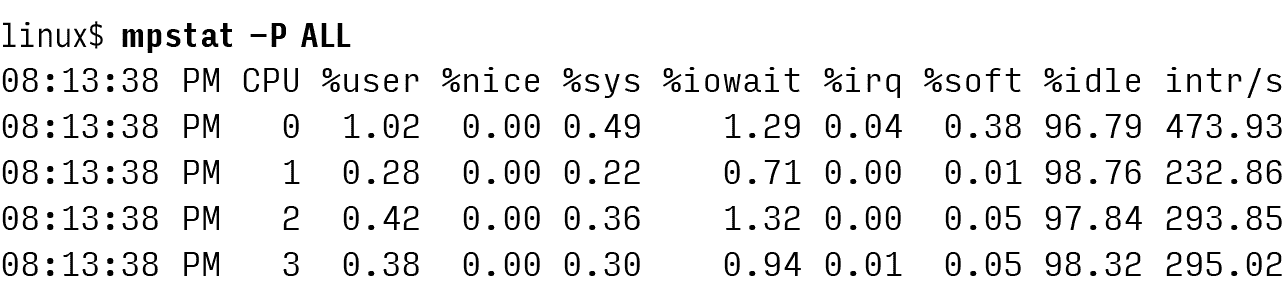 linux$ mpstat –P ALL
08:13:38 PM CPU %user %nice %sys %iowait %irq %soft %idle intr/s
08:13:38 PM   0  1.02  0.00 0.49    1.29 0.04  0.38 96.79 473.93
08:13:38 PM   1  0.28  0.00 0.22    0.71 0.00  0.01 98.76 232.86
08:13:38 PM   2  0.42  0.00 0.36    1.32 0.00  0.05 97.84 293.85
08:13:38 PM   3  0.38  0.00 0.30    0.94 0.01  0.05 98.32 295.02